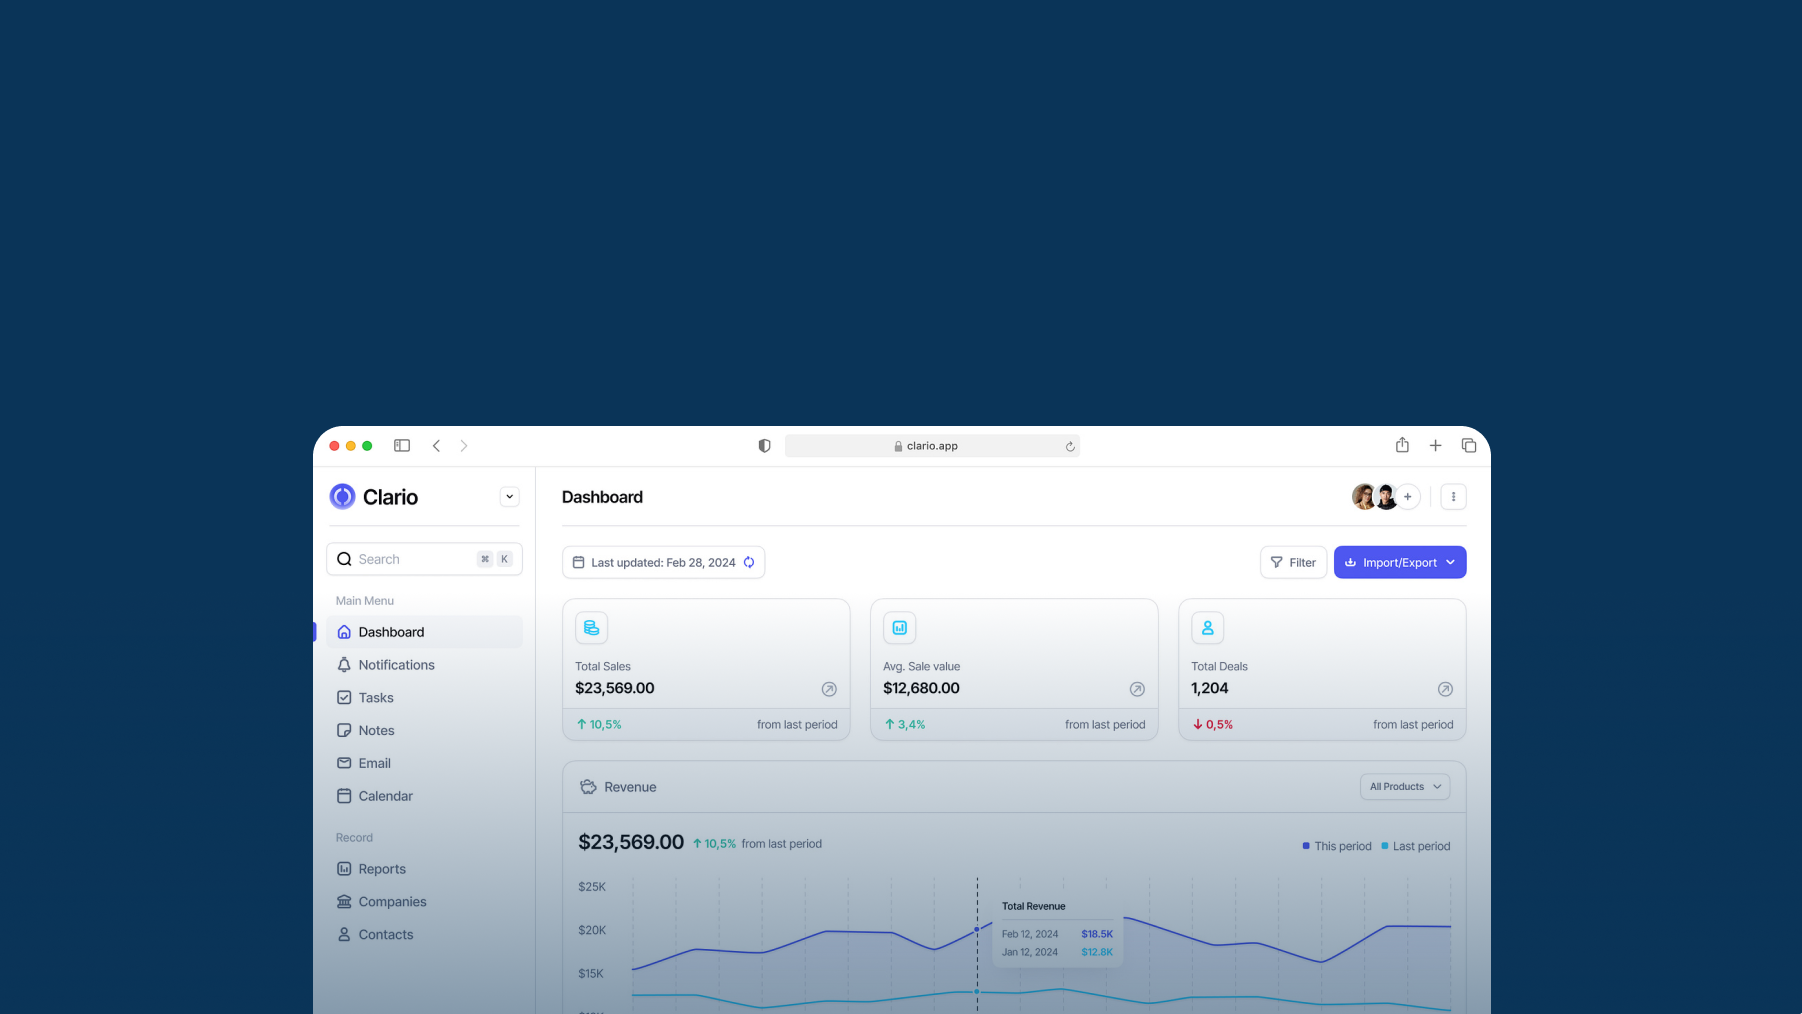 clario.app
Clario
Dashboard
Search ⌘ K
Last updated: Feb 28, 2024
Filter
Import/Export
Main Menu
Dashboard
Notifications
Tasks
Notes
Email
Calendar
Record
Reports
Companies
Contacts
Total Sales
$23,569.00
10,5% from last period
Avg. Sale value
$12,680.00
3,4% from last period
Total Deals
1,204
0,5% from last period
Revenue
All Products
$23,569.00 10,5% from last period
This period Last period
$25K
$20K
$15K
Total Revenue
Feb 12, 2024 $18.5K
Jan 12, 2024 $12.8K